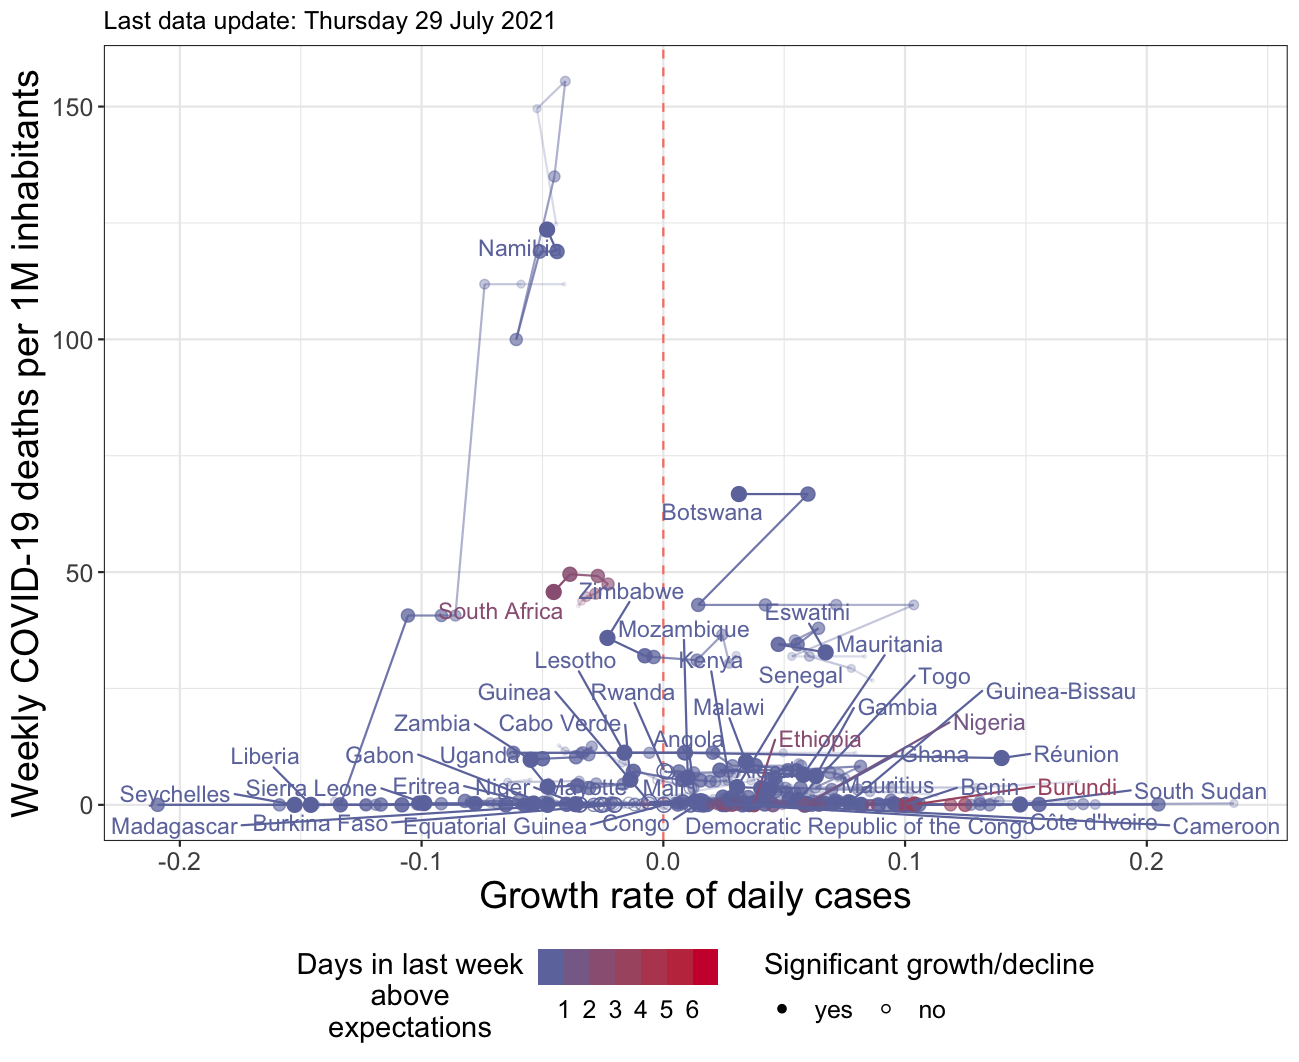 Last data update: Thursday 29 July 2021
Weekly COVID-19 deaths per 1M inhabitants
150
100
50
0
Namibia
Botswana
South Africa
Zimbabwe
Mozambique
Eswatini
Mauritania
Lesotho
Kenya
Senegal
Togo
Guinea
Rwanda
Malawi
Gambia
Guinea-Bissau
Zambia
Cabo Verde
Angola
Nigeria
Ethiopia
Liberia
Gabon
Uganda
Ghana
Réunion
Seychelles
Sierra Leone
Eritrea
Niger
Mayotte
Mali
Mauritius
Benin
Burundi
South Sudan
Madagascar
Burkina Faso
Equatorial Guinea
Congo
Democratic Republic of the Congo
Côte d'Ivoire
Cameroon
-0.2
-0.1
0.0
0.1
0.2
Growth rate of daily cases
Days in last week
above
expectations
1 2 3 4 5 6
Significant growth/decline
yes
no